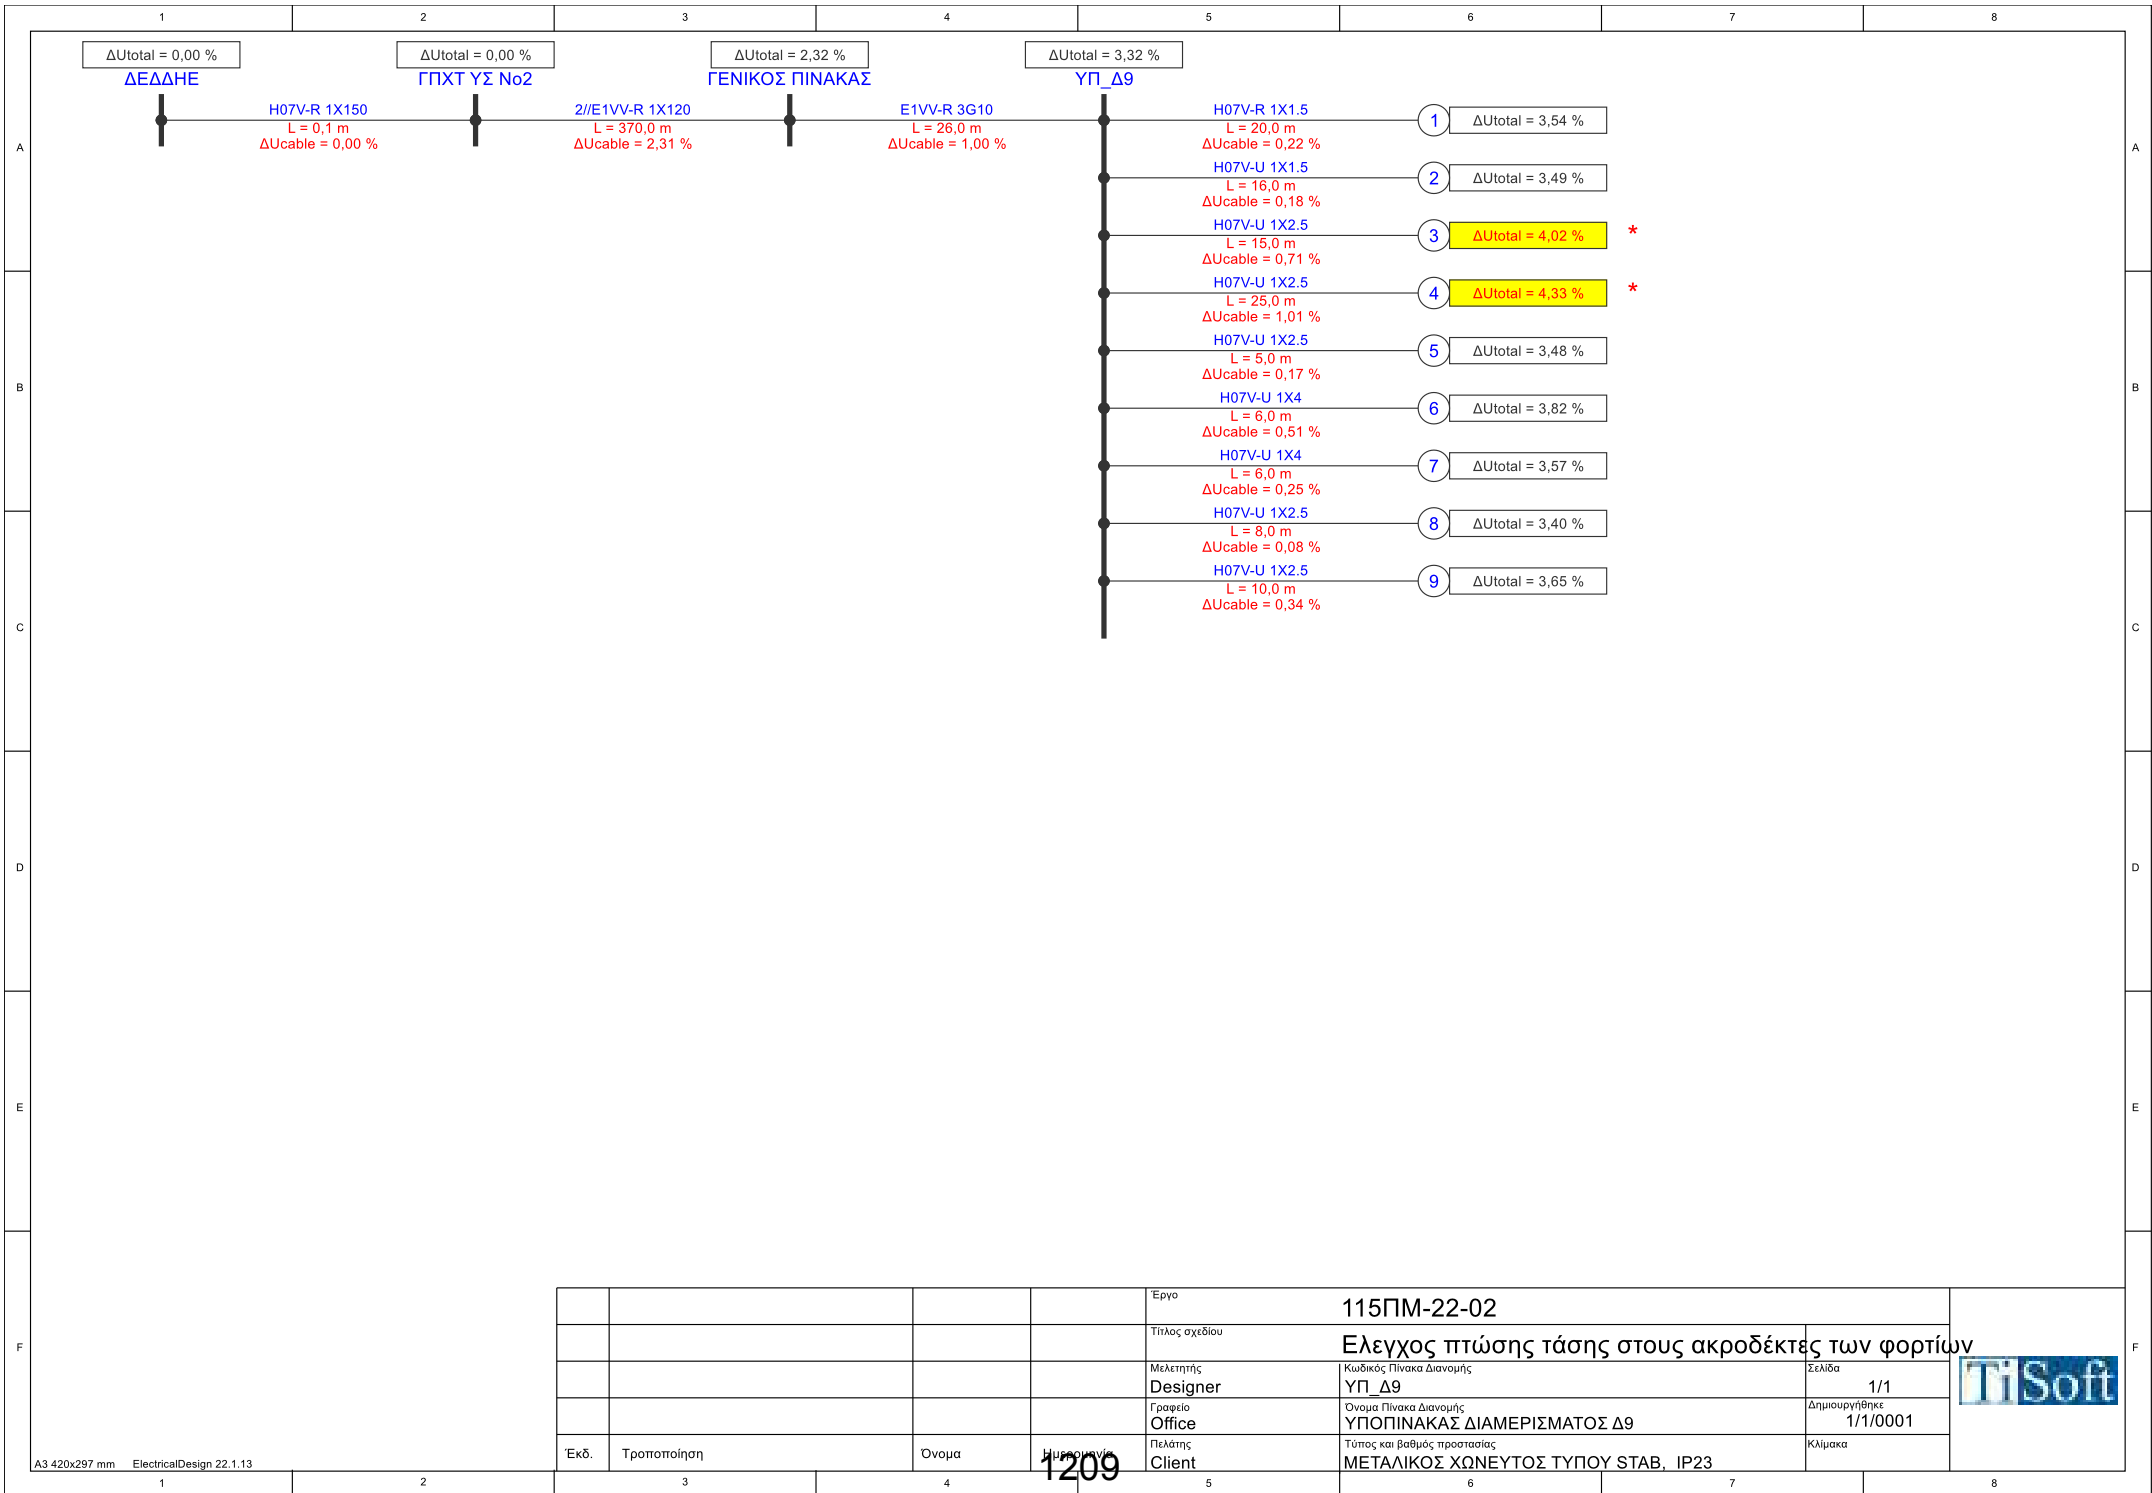 1 2 3 4 5 6 7 8
ΔUtotal = 0,00 % ΔUtotal = 0,00 % ΔUtotal = 2,32 % ΔUtotal = 3,32 %
ΔΕΔΔΗΕ ΓΠΧΤ ΥΣ Νο2 ΓΕΝΙΚΟΣ ΠΙΝΑΚΑΣ ΥΠ_Δ9
H07V-R 1X150 2//E1VV-R 1X120 E1VV-R 3G10 H07V-R 1X1.5
1 ΔUtotal = 3,54 %
L = 0,1 m L = 370,0 m L = 26,0 m L = 20,0 m
ΔUcable = 0,00 % ΔUcable = 2,31 % ΔUcable = 1,00 % ΔUcable = 0,22 %
A A
H07V-U 1X1.5
2 ΔUtotal = 3,49 %
L = 16,0 m
ΔUcable = 0,18 %
H07V-U 1X2.5
3 ΔUtotal = 4,02 % *
L = 15,0 m
ΔUcable = 0,71 %
H07V-U 1X2.5
4 ΔUtotal = 4,33 % *
L = 25,0 m
ΔUcable = 1,01 %
H07V-U 1X2.5
5 ΔUtotal = 3,48 %
L = 5,0 m
ΔUcable = 0,17 %
B B
H07V-U 1X4
6 ΔUtotal = 3,82 %
L = 6,0 m
ΔUcable = 0,51 %
H07V-U 1X4
7 ΔUtotal = 3,57 %
L = 6,0 m
ΔUcable = 0,25 %
H07V-U 1X2.5
8 ΔUtotal = 3,40 %
L = 8,0 m
ΔUcable = 0,08 %
H07V-U 1X2.5
9 ΔUtotal = 3,65 %
L = 10,0 m
ΔUcable = 0,34 %
C C
D D
E E
Έργο
115ΠΜ-22-02
Τίτλος σχεδίου
Ελεγχος πτώσης τάσης στους ακροδέκτες των φορτίων
F F
Μελετητής Κωδικός Πίνακα Διανομής Σελίδα
Designer ΥΠ_Δ9 1/1
TiSoft
Γραφείο Όνομα Πίνακα Διανομής Δημιουργήθηκε
Office ΥΠΟΠΙΝΑΚΑΣ ΔΙΑΜΕΡΙΣΜΑΤΟΣ Δ9 1/1/0001
Πελάτης Τύπος και βαθμός προστασίας Κλίμακα
Έκδ. Τροποποίηση Όνομα Ημερομηνία
Client ΜΕΤΑΛΙΚΟΣ ΧΩΝΕΥΤΟΣ ΤΥΠΟΥ STAB, IP23
1209
A3 420x297 mm ElectricalDesign 22.1.13
1 2 3 4 5 6 7 8